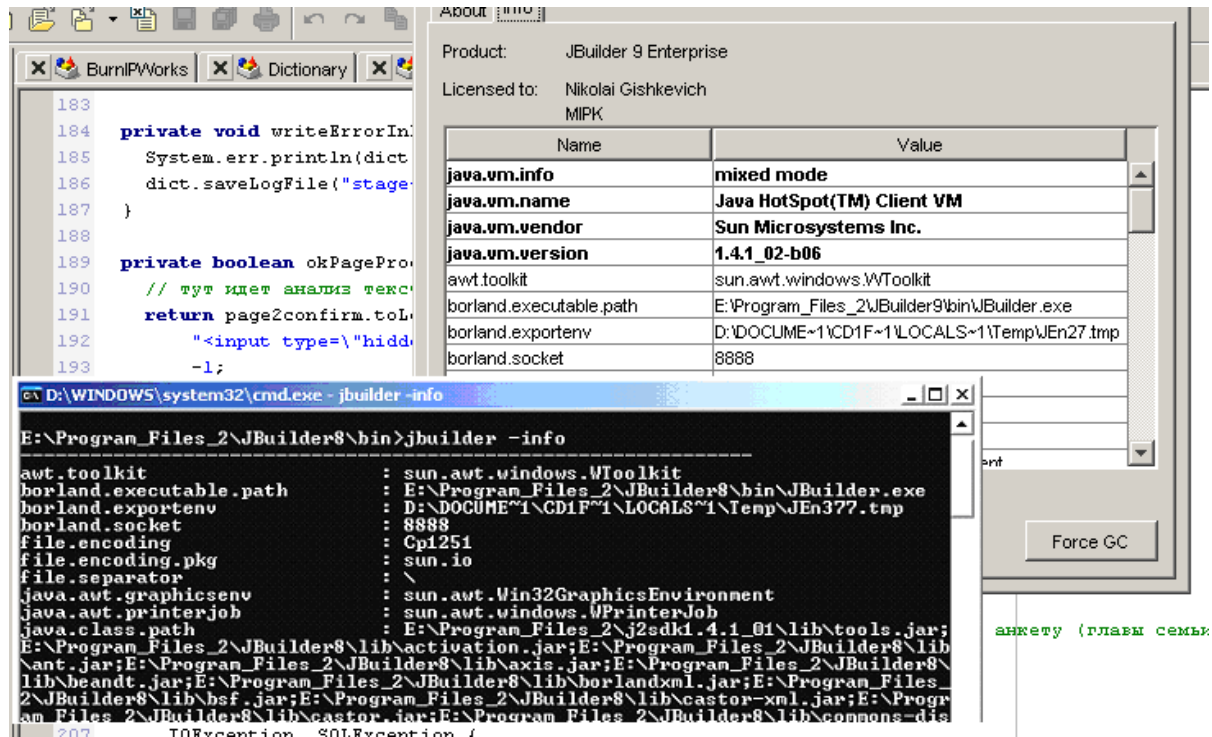 About Info
Product: JBuilder 9 Enterprise
Licensed to: Nikolai Gishkevich
MIPK
Name Value
java.vm.info mixed mode
java.vm.name Java HotSpot(TM) Client VM
java.vm.vendor Sun Microsystems Inc.
java.vm.version 1.4.1_02-b06
awt.toolkit sun.awt.windows.WToolkit
borland.executable.path E:\Program_Files_2\JBuilder9\bin\JBuilder.exe
borland.exportenv D:\DOCUME~1\CD1F~1\LOCALS~1\Temp\JEn27.tmp
borland.socket 8888
Force GC
BurnIPWorks Dictionary
183
184 private void writeErrorIn
185 System.err.println(dict
186 dict.saveLogFile("stage
187 }
188
189 private boolean okPagePro
190 // тут идет анализ текс
191 return page2confirm.toL
192 "<input type=\"hidd
193 -1;
D:\WINDOWS\system32\cmd.exe - jbuilder -info
E:\Program_Files_2\JBuilder8\bin>jbuilder -info
awt.toolkit : sun.awt.windows.WToolkit
borland.executable.path : E:\Program_Files_2\JBuilder8\bin\JBuilder.exe
borland.exportenv : D:\DOCUME~1\CD1F~1\LOCALS~1\Temp\JEn377.tmp
borland.socket : 8888
file.encoding : Cp1251
file.encoding.pkg : sun.io
file.separator : \
java.awt.graphicsenv : sun.awt.Win32GraphicsEnvironment
java.awt.printerjob : sun.awt.windows.WPrinterJob
java.class.path : E:\Program_Files_2\j2sdk1.4.1_01\lib\tools.jar;
E:\Program_Files_2\JBuilder8\lib\activation.jar;E:\Program_Files_2\JBuilder8\lib
\ant.jar;E:\Program_Files_2\JBuilder8\lib\axis.jar;E:\Program_Files_2\JBuilder8\
lib\beandt.jar;E:\Program_Files_2\JBuilder8\lib\borlandxml.jar;E:\Program_Files_
2\JBuilder8\lib\bsf.jar;E:\Program_Files_2\JBuilder8\lib\castor-xml.jar;E:\Progr
am_Files_2\JBuilder8\lib\castor.jar;E:\Program_Files_2\JBuilder8\lib\commons-dis
анкету (главы семьи
207 IOException, SQLException {